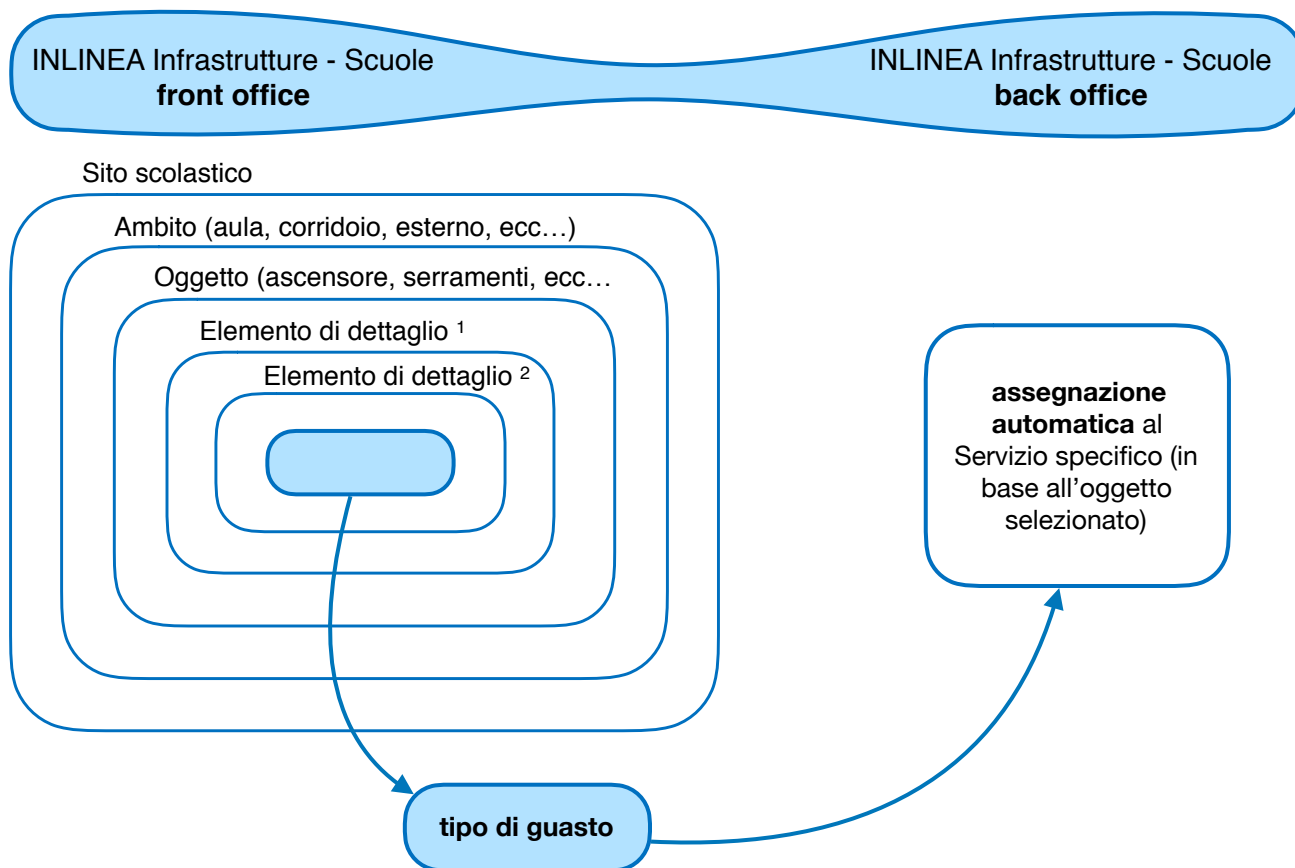 INLINEA Infrastrutture - Scuole
front office
INLINEA Infrastrutture - Scuole
back office
Sito scolastico
Ambito (aula, corridoio, esterno, ecc…)
Oggetto (ascensore, serramenti, ecc…
Elemento di dettaglio ¹
Elemento di dettaglio ²
assegnazione
automatica al
Servizio specifico (in
base all’oggetto
selezionato)
tipo di guasto